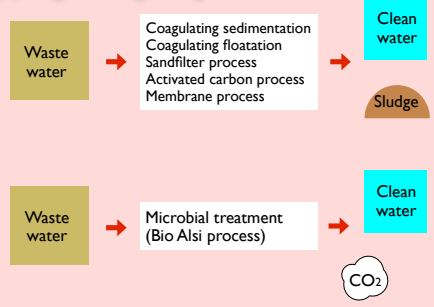 Waste
water
Coagulating sedimentation
Coagulating floatation
Sandfilter process
Activated carbon process
Membrane process
Clean
water
Sludge
Waste
water
Microbial treatment
(Bio Alsi process)
Clean
water
CO₂